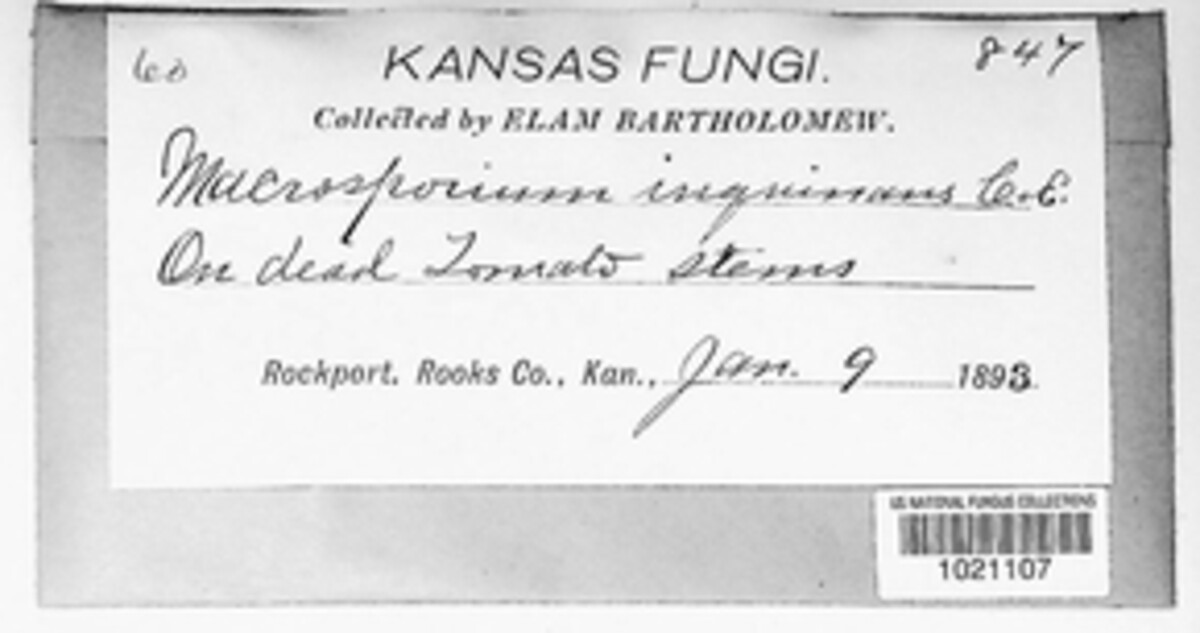 847
KANSAS FUNGI.
Collected by ELAM BARTHOLOMEW.
Macrosporium inquinans C.&E.
On dead Tomato stems
Rockport. Rooks Co., Kan., Jan. 9 1893.
US NATIONAL FUNGUS COLLECTIONS
1021107